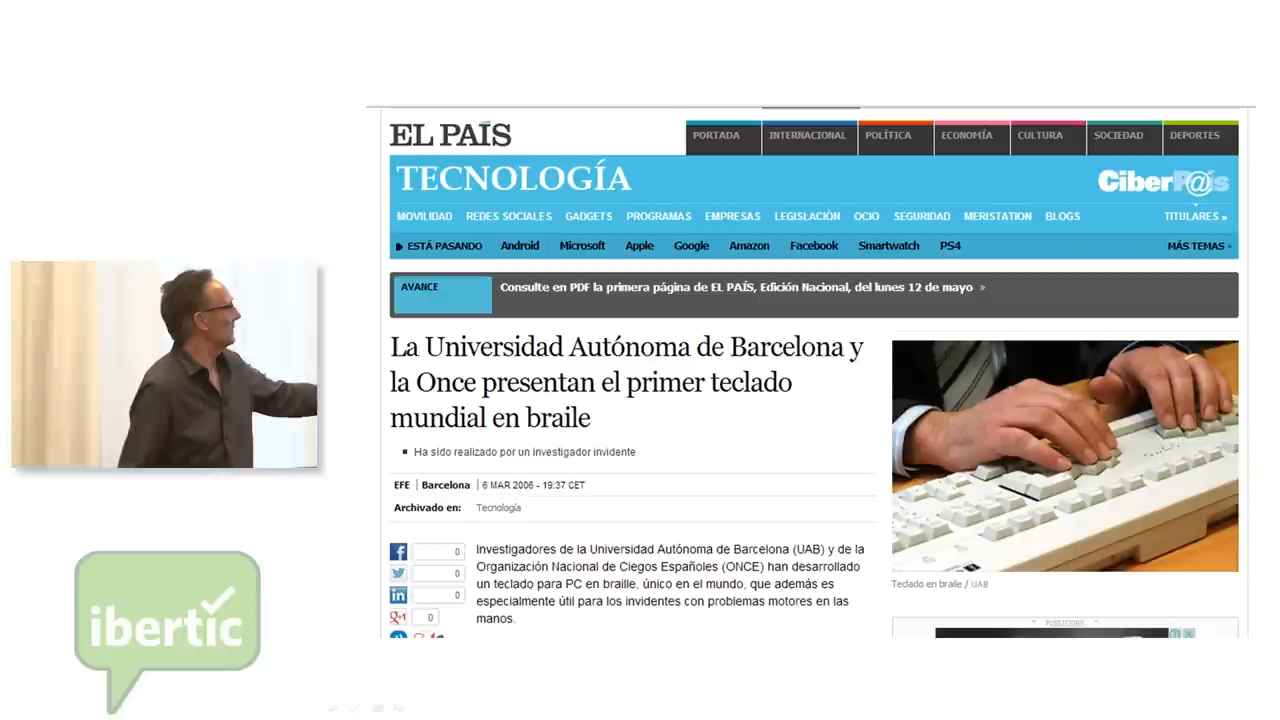 EL PAÍS
PORTADA
INTERNACIONAL
POLÍTICA
ECONOMÍA
CULTURA
SOCIEDAD
DEPORTES
TECNOLOGÍA
CiberP@ís
MOVILIDAD REDES SOCIALES GADGETS PROGRAMAS EMPRESAS LEGISLACIÓN OCIO SEGURIDAD MERISTATION BLOGS TITULARES »
ESTÁ PASANDO Android Microsoft Apple Google Amazon Facebook Smartwatch PS4 MÁS TEMAS
AVANCE
Consulte en PDF la primera página de EL PAÍS, Edición Nacional, del lunes 12 de mayo »
La Universidad Autónoma de Barcelona y
la Once presentan el primer teclado
mundial en braile
Ha sido realizado por un investigador invidente
EFE | Barcelona | 6 MAR 2006 - 19:37 CET
Archivado en: Tecnología
f 0
0
in 0
g+1 0
Investigadores de la Universidad Autónoma de Barcelona (UAB) y de la
Organización Nacional de Ciegos Españoles (ONCE) han desarrollado
un teclado para PC en braille, único en el mundo, que además es
especialmente útil para los invidentes con problemas motores en las
manos.
Teclado en braile / UAB
PUBLICIDAD
ibertic